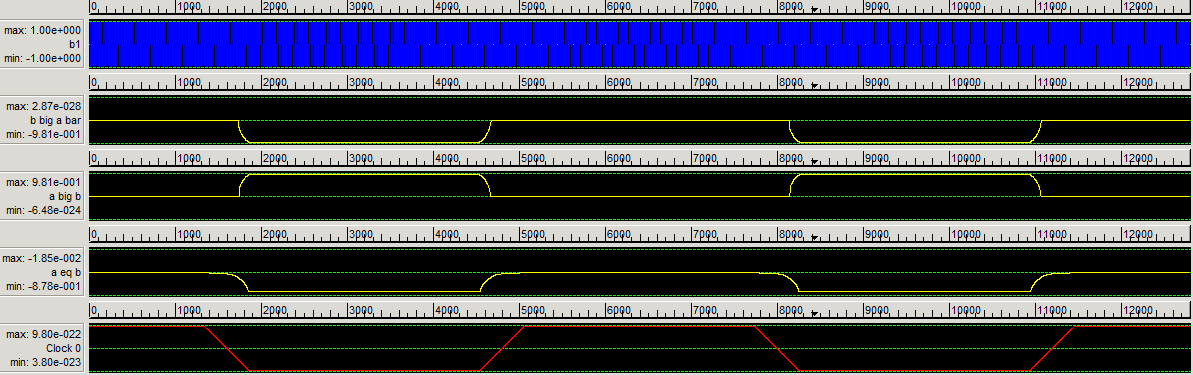 0 1000 2000 3000 4000 5000 6000 7000 8000 9000 10000 11000 12000
max: 1.00e+000
b1
min: -1.00e+000
0 1000 2000 3000 4000 5000 6000 7000 8000 9000 10000 11000 12000
max: 2.87e-028
b big a bar
min: -9.81e-001
0 1000 2000 3000 4000 5000 6000 7000 8000 9000 10000 11000 12000
max: 9.81e-001
a big b
min: -6.48e-024
0 1000 2000 3000 4000 5000 6000 7000 8000 9000 10000 11000 12000
max: -1.85e-002
a eq b
min: -8.78e-001
0 1000 2000 3000 4000 5000 6000 7000 8000 9000 10000 11000 12000
max: 9.80e-022
Clock 0
min: 3.80e-023